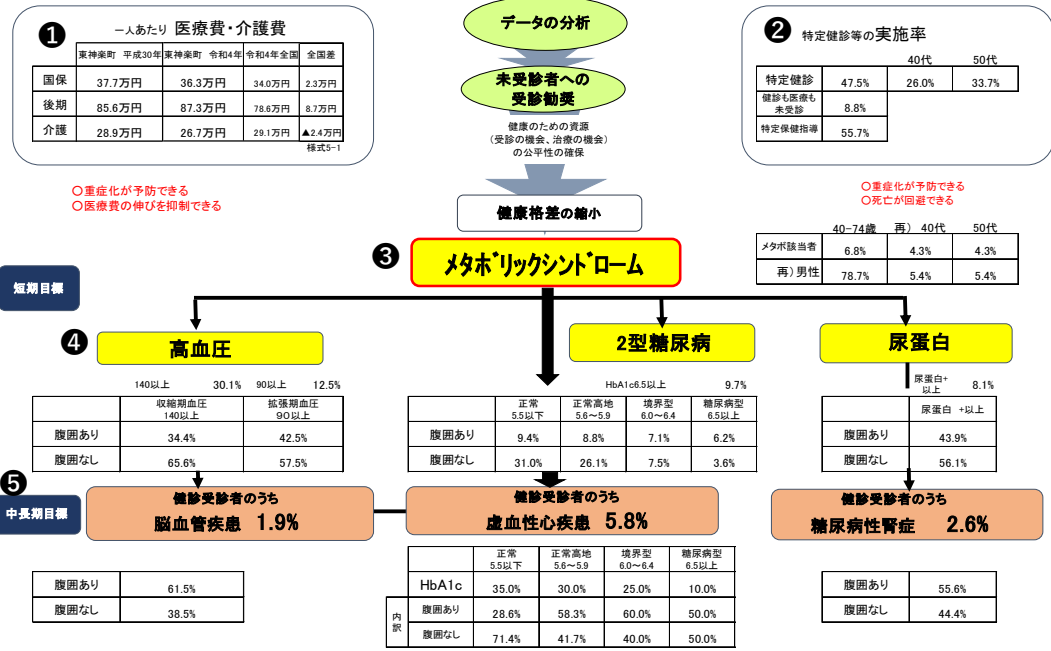 ❶ 一人あたり 医療費・介護費
東神楽町 平成30年 東神楽町 令和4年 令和4年全国 全国差
国保 37.7万円 36.3万円 34.0万円 2.3万円
後期 85.6万円 87.3万円 78.6万円 8.7万円
介護 28.9万円 26.7万円 29.1万円 ▲2.4万円
様式5-1
〇重症化が予防できる
〇医療費の伸びを抑制できる
データの分析
未受診者への
受診勧奨
健康のための資源
(受診の機会、治療の機会)
の公平性の確保
健康格差の縮小
❷ 特定健診等の実施率
40代 50代
特定健診 47.5% 26.0% 33.7%
健診も医療も
未受診 8.8%
特定保健指導 55.7%
〇重症化が予防できる
〇死亡が回避できる
40-74歳 再） 40代 50代
メタボ該当者 6.8% 4.3% 4.3%
再）男性 78.7% 5.4% 5.4%
❸ メタボリックシンドローム
短期目標
❹ 高血圧
2型糖尿病
尿蛋白
140以上 30.1% 90以上 12.5%
収縮期血圧 拡張期血圧
140以上 90以上
腹囲あり 34.4% 42.5%
腹囲なし 65.6% 57.5%
HbA1c6.5以上 9.7%
正常 正常高地 境界型 糖尿病型
5.5以下 5.6～5.9 6.0～6.4 6.5以上
腹囲あり 9.4% 8.8% 7.1% 6.2%
腹囲なし 31.0% 26.1% 7.5% 3.6%
尿蛋白+
以上 8.1%
尿蛋白 +以上
腹囲あり 43.9%
腹囲なし 56.1%
❺
中長期目標
健診受診者のうち
脳血管疾患 1.9%
健診受診者のうち
虚血性心疾患 5.8%
健診受診者のうち
糖尿病性腎症 2.6%
腹囲あり 61.5%
腹囲なし 38.5%
正常 正常高地 境界型 糖尿病型
5.5以下 5.6～5.9 6.0～6.4 6.5以上
HbA1c 35.0% 30.0% 25.0% 10.0%
内訳
腹囲あり 28.6% 58.3% 60.0% 50.0%
腹囲なし 71.4% 41.7% 40.0% 50.0%
腹囲あり 55.6%
腹囲なし 44.4%